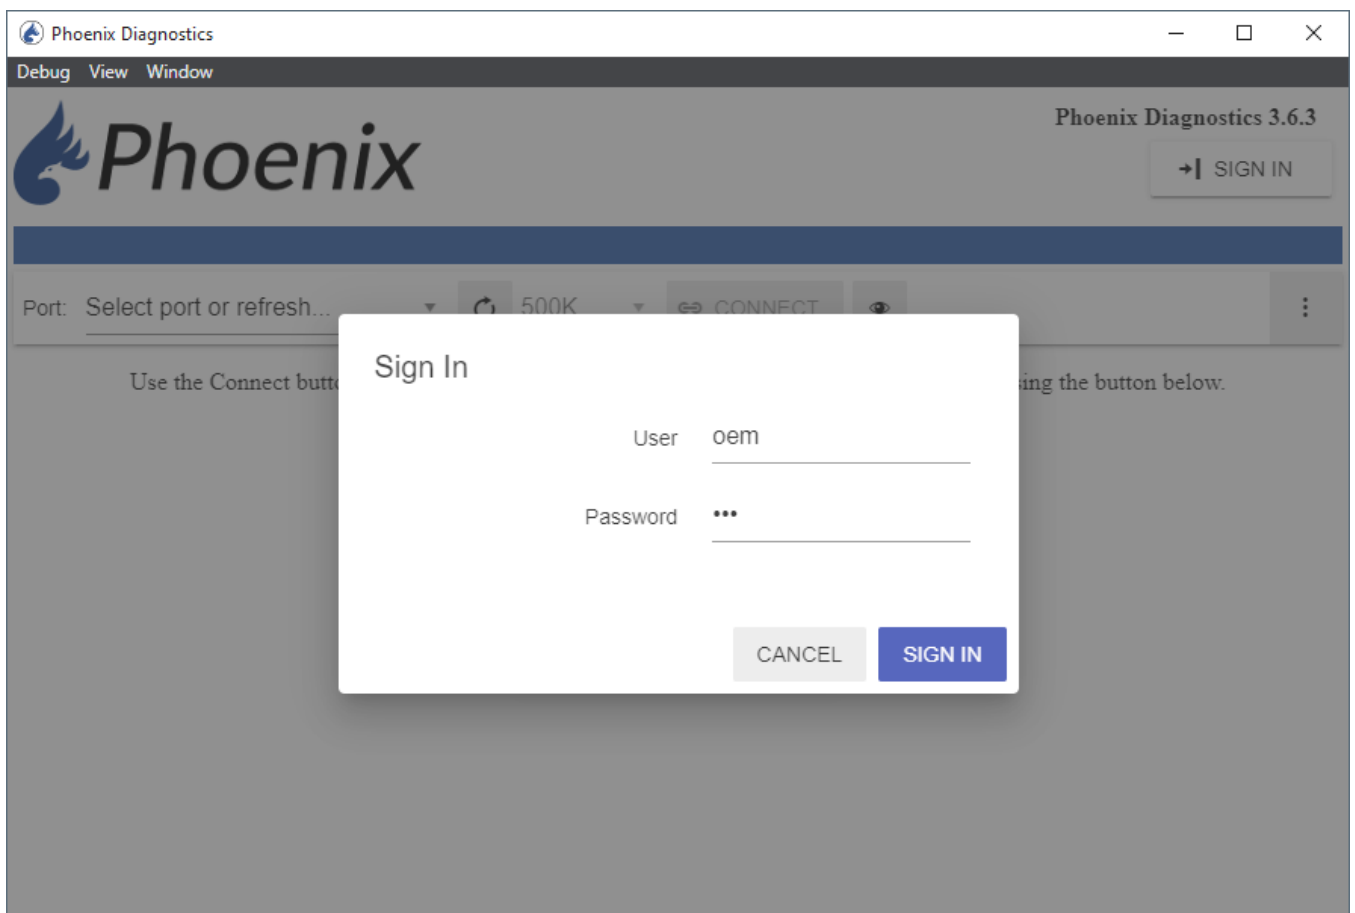 Phoenix Diagnostics
Debug View Window
Phoenix
Phoenix Diagnostics 3.6.3
SIGN IN
Port: Select port or refresh... 500K CONNECT
Use the Connect butt
ing the button below.
Sign In
User oem
Password •••
CANCEL SIGN IN